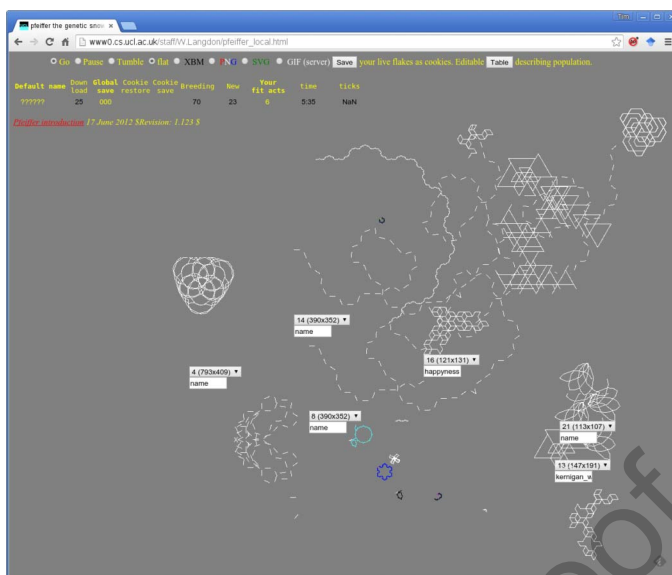 Tim
pfeiffer the genetic snow
www0.cs.ucl.ac.uk/staff/W.Langdon/pfeiffer_local.html
Go Pause Tumble flat XBM PNG SVG GIF (server) Save your live flakes as cookies. Editable Table describing population.
Default name Down load Global save Cookie restore Cookie save Breeding New Your fit acts time ticks
?????? 25 000 70 23 6 5:35 NaN
Pfeiffer introduction 17 June 2012 $Revision: 1.123 $
14 (390x352)
name
16 (121x131)
happyness
4 (793x409)
name
8 (390x352)
name
21 (113x107)
name
13 (147x191)
kernigan_w